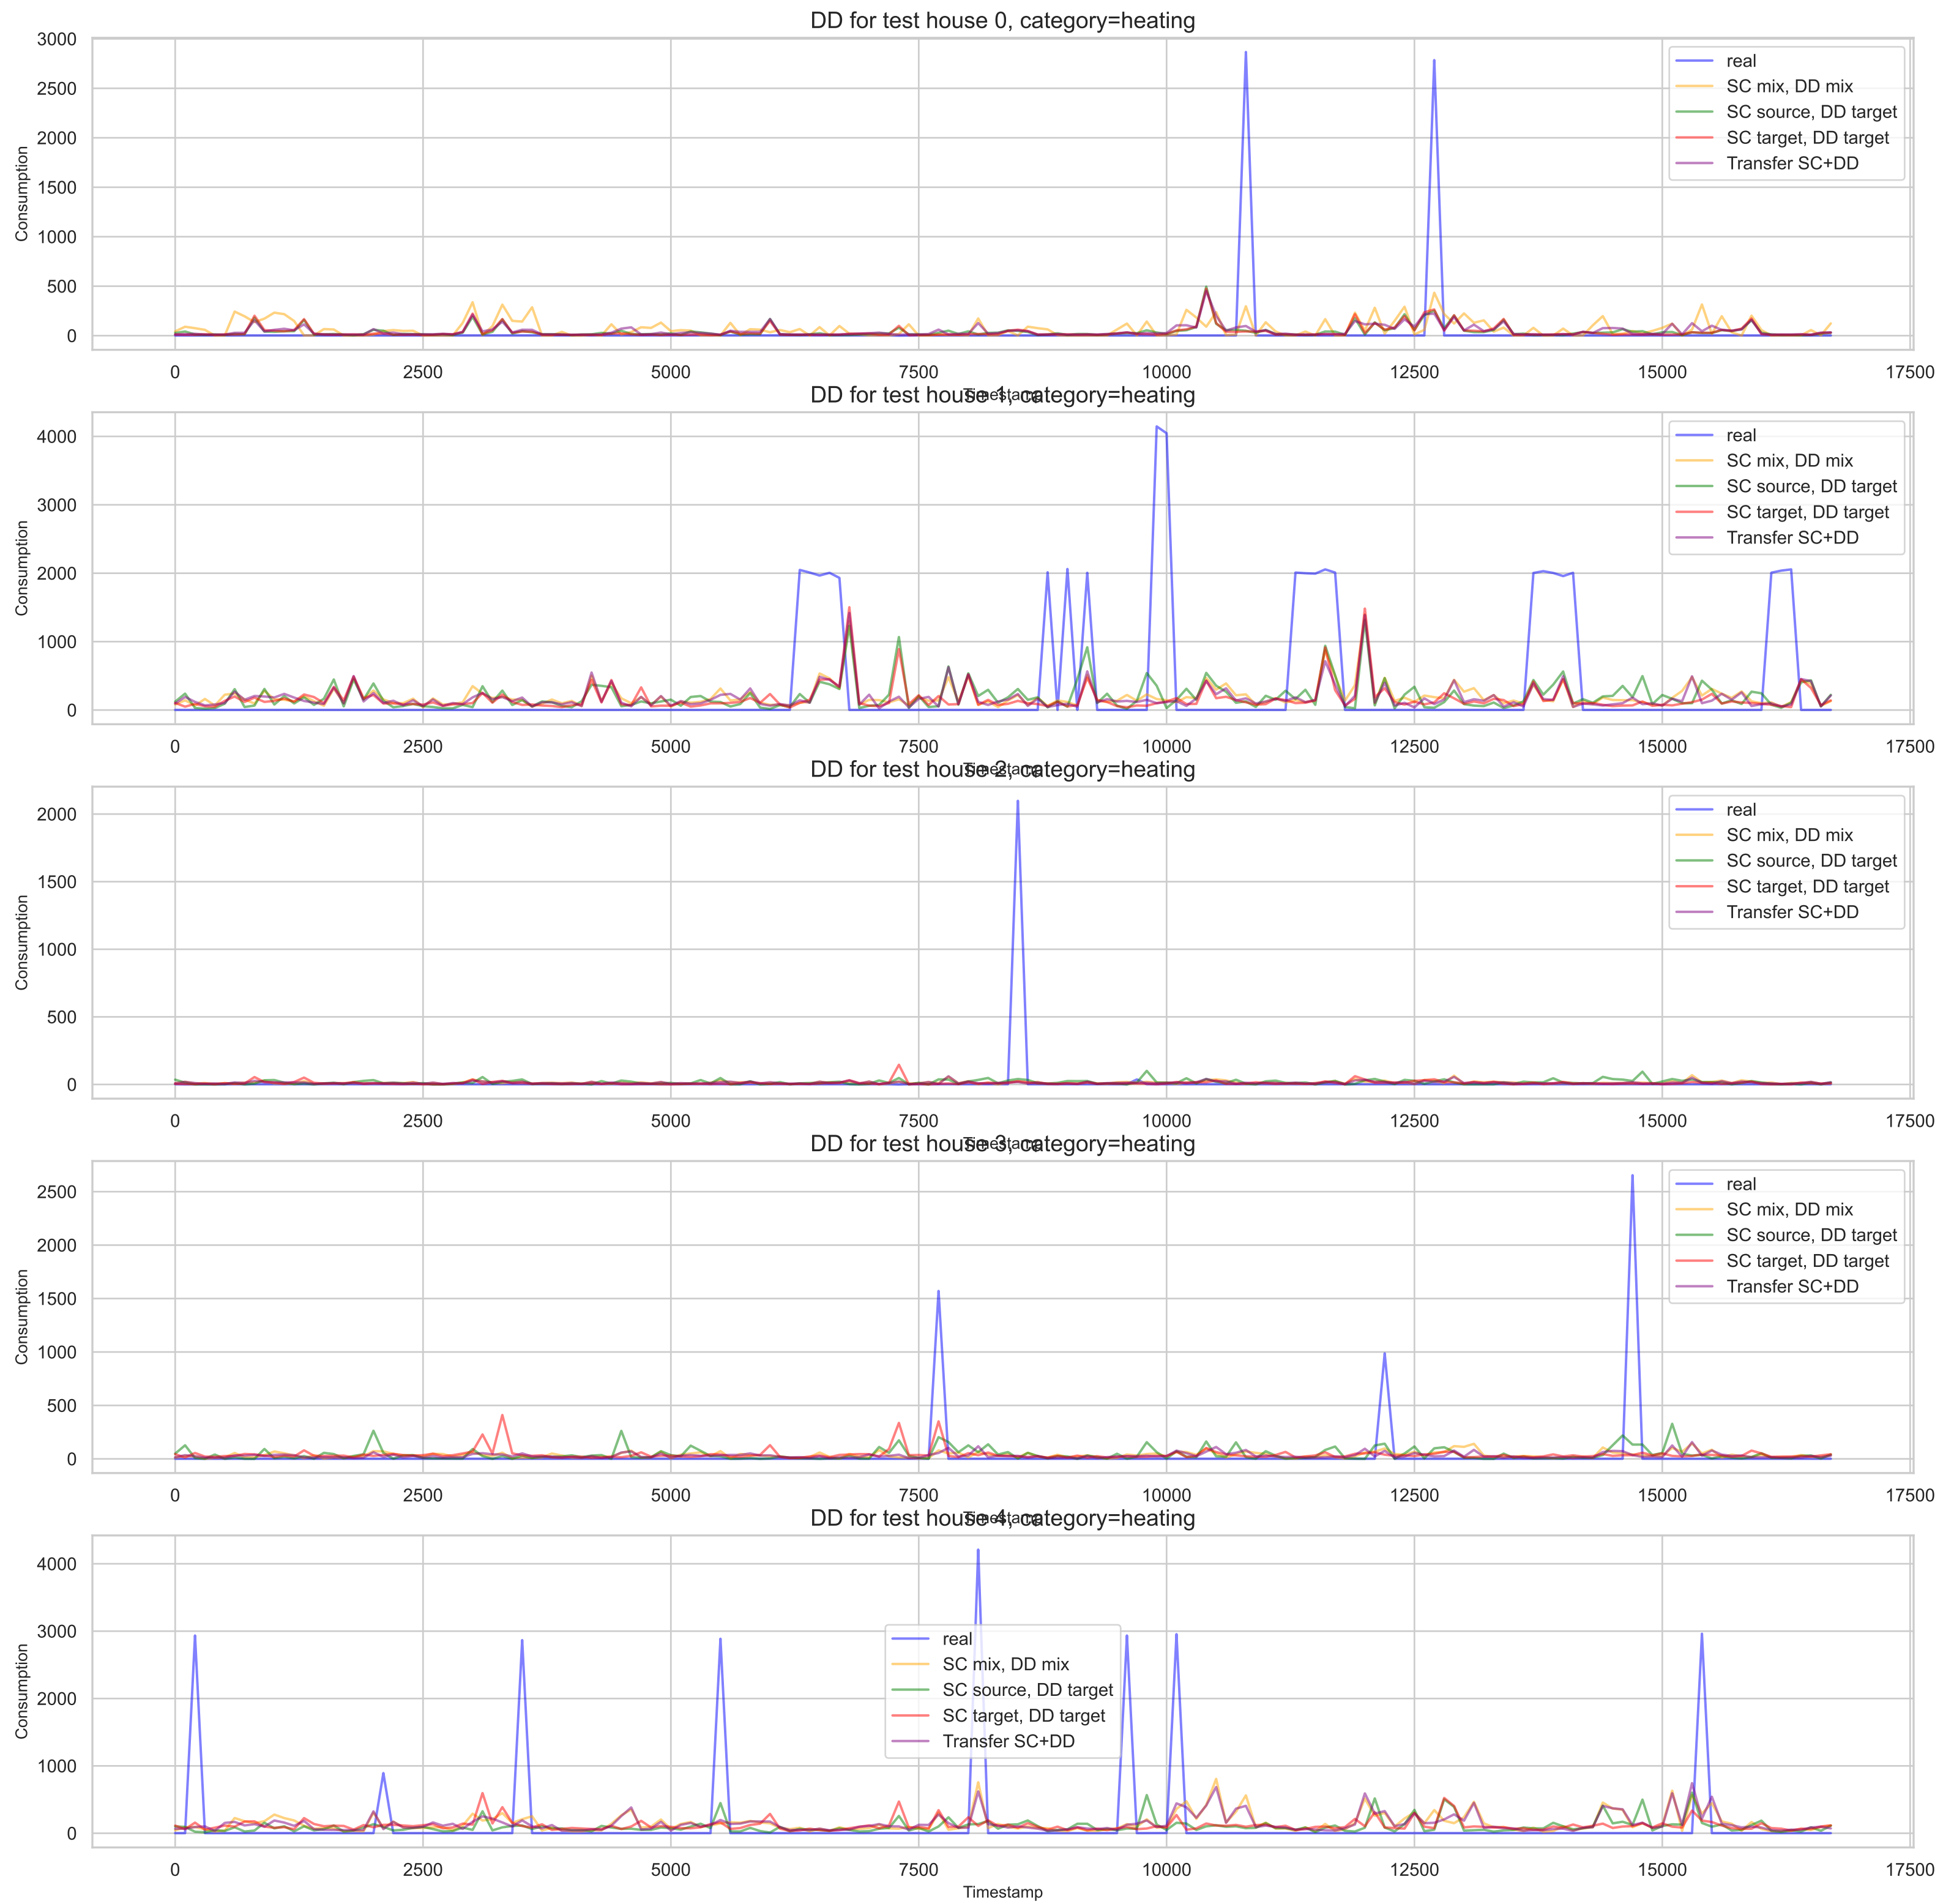 DD for test house 0, category=heating
3000
2500
2000
1500
1000
500
0
Consumption
real
SC mix, DD mix
SC source, DD target
SC target, DD target
Transfer SC+DD
0 2500 5000 7500 10000 12500 15000 17500
Timestamp
DD for test house 1, category=heating
4000
3000
2000
1000
0
Consumption
real
SC mix, DD mix
SC source, DD target
SC target, DD target
Transfer SC+DD
0 2500 5000 7500 10000 12500 15000 17500
Timestamp
DD for test house 2, category=heating
2000
1500
1000
500
0
Consumption
real
SC mix, DD mix
SC source, DD target
SC target, DD target
Transfer SC+DD
0 2500 5000 7500 10000 12500 15000 17500
Timestamp
DD for test house 3, category=heating
2500
2000
1500
1000
500
0
Consumption
real
SC mix, DD mix
SC source, DD target
SC target, DD target
Transfer SC+DD
0 2500 5000 7500 10000 12500 15000 17500
Timestamp
DD for test house 4, category=heating
4000
3000
2000
1000
0
Consumption
real
SC mix, DD mix
SC source, DD target
SC target, DD target
Transfer SC+DD
0 2500 5000 7500 10000 12500 15000 17500
Timestamp